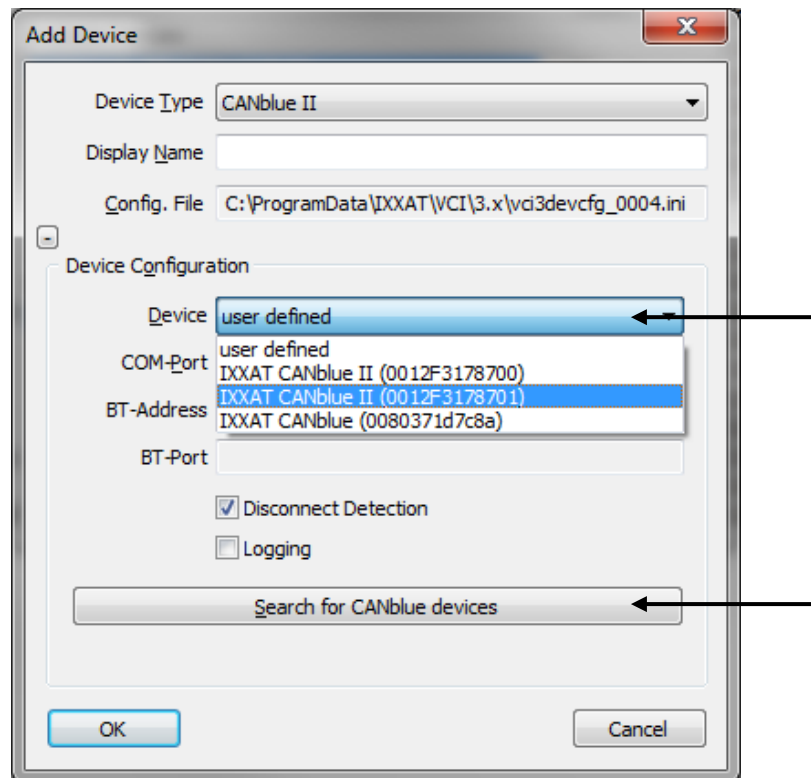 Add Device
Device Type CANblue II
Display Name
Config. File C:\ProgramData\IXXAT\VCI\3.x\vci3devcfg_0004.ini
Device Configuration
Device user defined
user defined
COM-Port IXXAT CANblue II (0012F3178700)
IXXAT CANblue II (0012F3178701)
BT-Address IXXAT CANblue (0080371d7c8a)
BT-Port
Disconnect Detection
Logging
Search for CANblue devices
OK Cancel